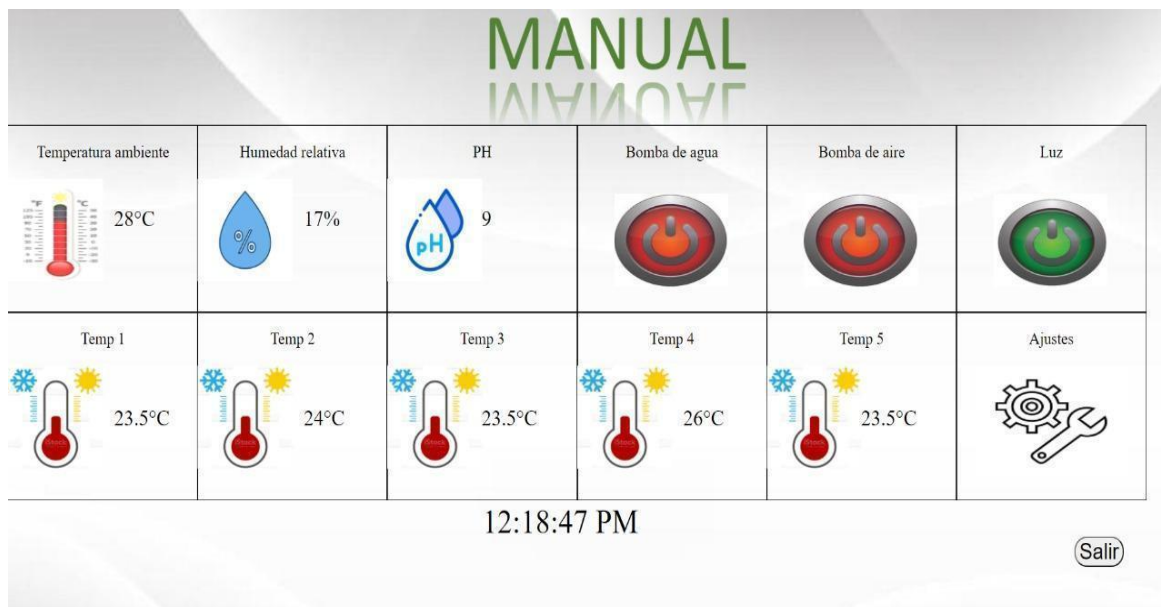 MANUAL
Temperatura ambiente
Humedad relativa
PH
Bomba de agua
Bomba de aire
Luz
°F
°C
28°C
%
17%
pH
9
Temp 1
Temp 2
Temp 3
Temp 4
Temp 5
Ajustes
23.5°C
24°C
23.5°C
26°C
23.5°C
12:18:47 PM
Salir